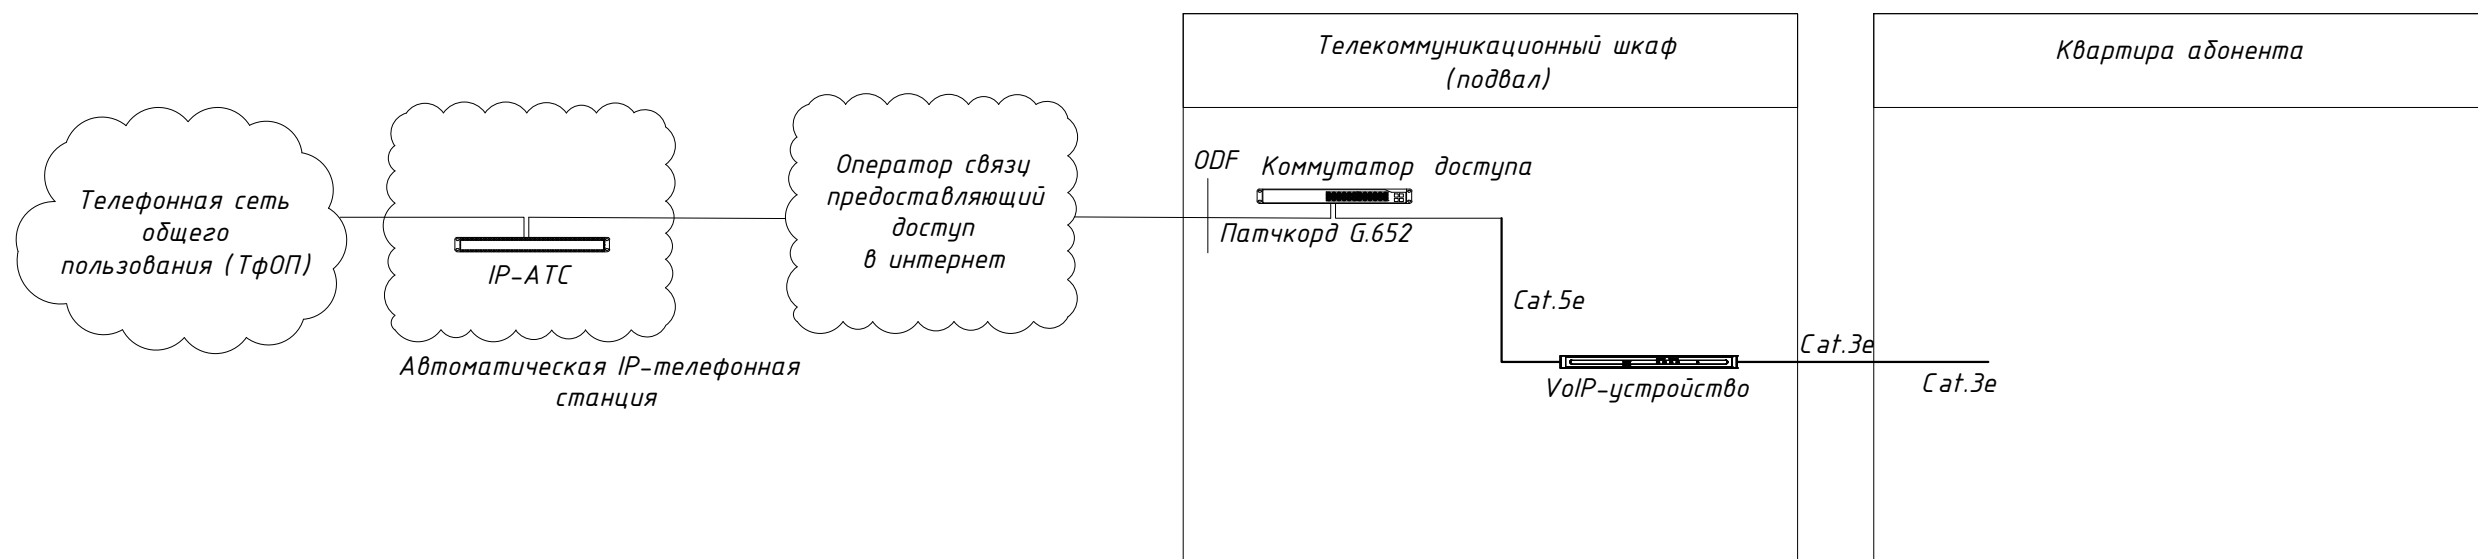 Телекоммуникационный шкаф
(подвал)
Квартира абонента
Телефонная сеть
общего
пользования (ТфОП)
IP-АТС
Автоматическая IP-телефонная
станция
Оператор связу
предоставляющий
доступ
в интернет
ODF
Коммутатор доступа
Патчкорд G.652
Cat.5e
VoIP-устройство
Cat.3e
Cat.3e